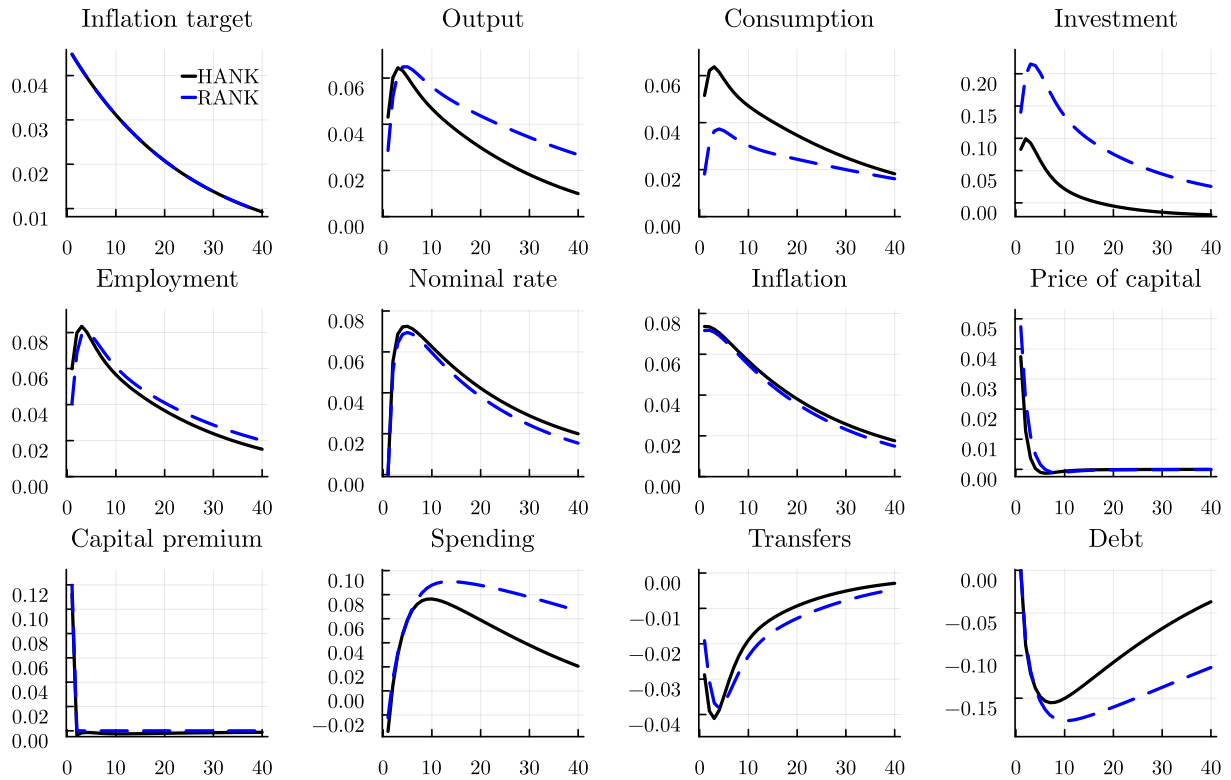 Inflation target
0.04
0.03
0.02
0.01
0 10 20 30 40
HANK
RANK
Output
0.06
0.04
0.02
0.00
0 10 20 30 40
Consumption
0.06
0.04
0.02
0.00
0 10 20 30 40
Investment
0.20
0.15
0.10
0.05
0.00
0 10 20 30 40
Employment
0.08
0.06
0.04
0.02
0.00
0 10 20 30 40
Nominal rate
0.08
0.06
0.04
0.02
0.00
0 10 20 30 40
Inflation
0.08
0.06
0.04
0.02
0.00
0 10 20 30 40
Price of capital
0.05
0.04
0.03
0.02
0.01
0.00
0 10 20 30 40
Capital premium
0.12
0.10
0.08
0.06
0.04
0.02
0.00
0 10 20 30 40
Spending
0.10
0.08
0.06
0.04
0.02
0.00
−0.02
0 10 20 30 40
Transfers
0.00
−0.01
−0.02
−0.03
−0.04
0 10 20 30 40
Debt
0.00
−0.05
−0.10
−0.15
0 10 20 30 40